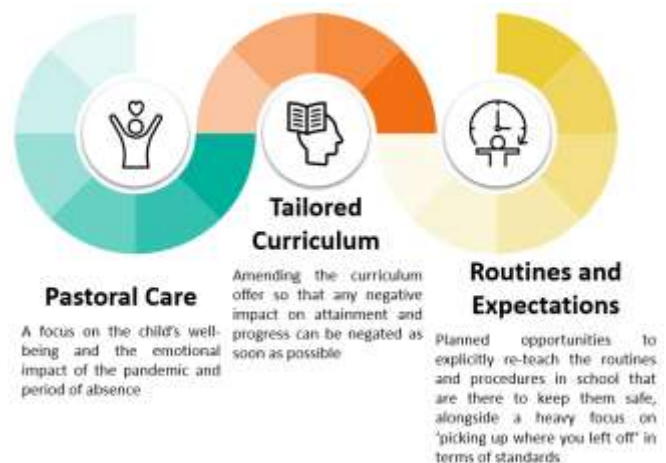 Pastoral Care
A focus on the child's well-
being and the emotional
impact of the pandemic and
period of absence
Tailored
Curriculum
Amending the curriculum
offer so that any negative
impact on attainment and
progress can be negated as
soon as possible
Routines and
Expectations
Planned opportunities to
explicitly re-teach the routines
and procedures in school that
are there to keep them safe,
alongside a heavy focus on
'picking up where you left off' in
terms of standards